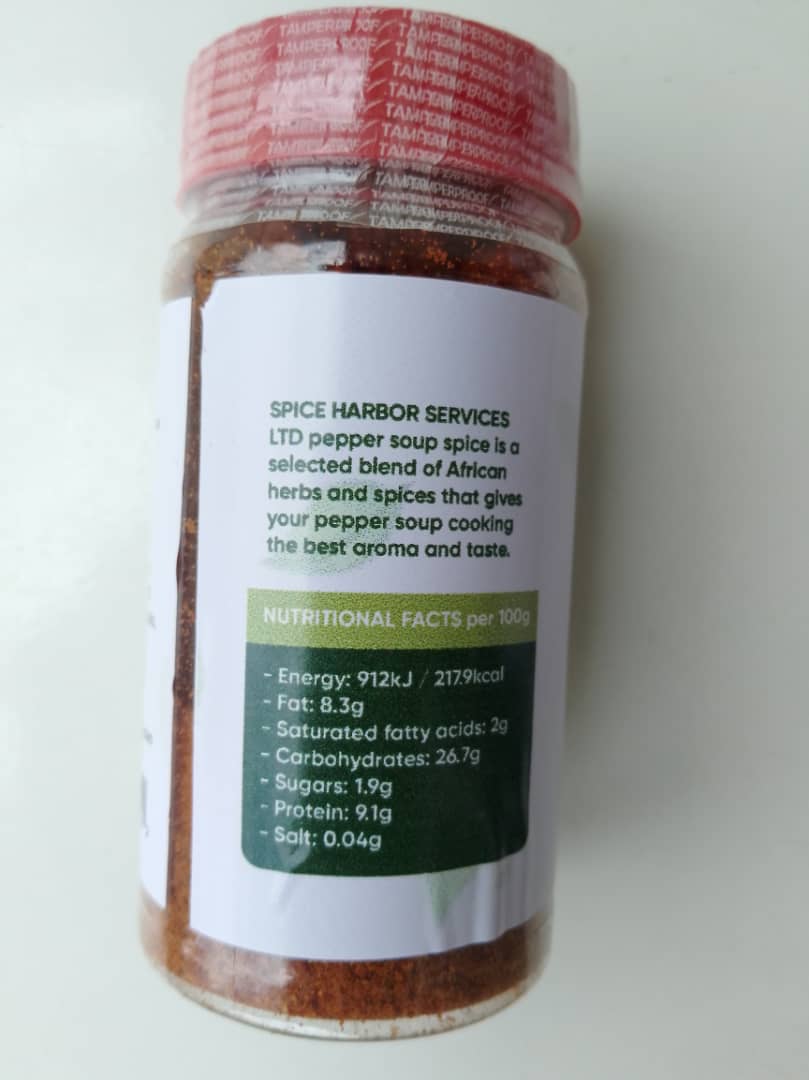 TAMPERPROOF
SPICE HARBOR SERVICES
LTD pepper soup spice is a
selected blend of African
herbs and spices that gives
your pepper soup cooking
the best aroma and taste.
NUTRITIONAL FACTS per 100g
- Energy: 912kJ / 217.9kcal
- Fat: 8.3g
- Saturated fatty acids: 2g
- Carbohydrates: 26.7g
- Sugars: 1.9g
- Protein: 9.1g
- Salt: 0.04g